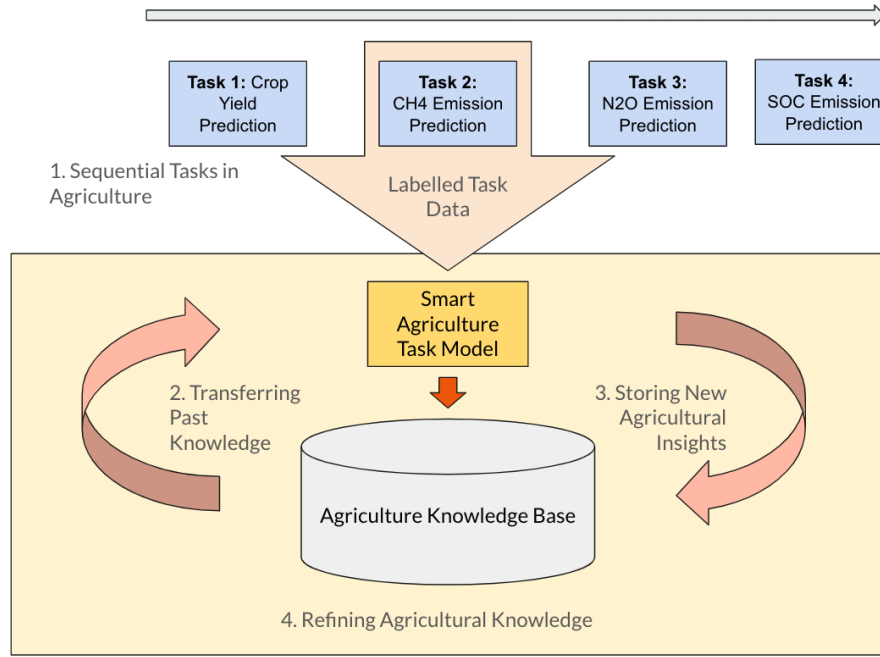 Task 1: Crop
Yield
Prediction
Task 2:
CH4 Emission
Prediction
Task 3:
N2O Emission
Prediction
Task 4:
SOC Emission
Prediction
1. Sequential Tasks in
Agriculture
Labelled Task
Data
Smart
Agriculture
Task Model
2. Transferring
Past
Knowledge
3. Storing New
Agricultural
Insights
Agriculture Knowledge Base
4. Refining Agricultural Knowledge